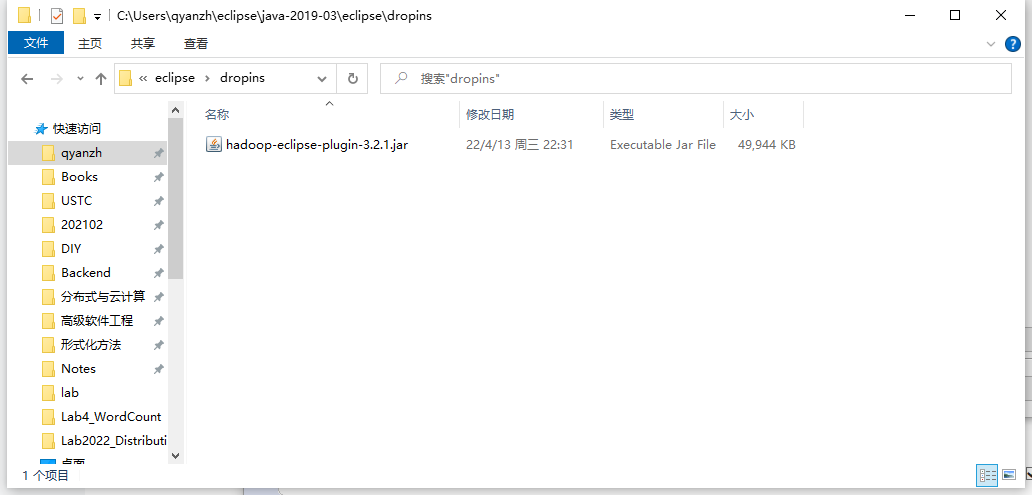 C:\Users\qyanzh\eclipse\java-2019-03\eclipse\dropins
文件 主页 共享 查看
« eclipse › dropins 搜索"dropins"
名称 修改日期 类型 大小
hadoop-eclipse-plugin-3.2.1.jar 22/4/13 周三 22:31 Executable Jar File 49,944 KB
快速访问
qyanzh
Books
USTC
202102
DIY
Backend
分布式与云计算
高级软件工程
形式化方法
Notes
lab
Lab4_WordCount
Lab2022_Distributi
桌面
1 个项目